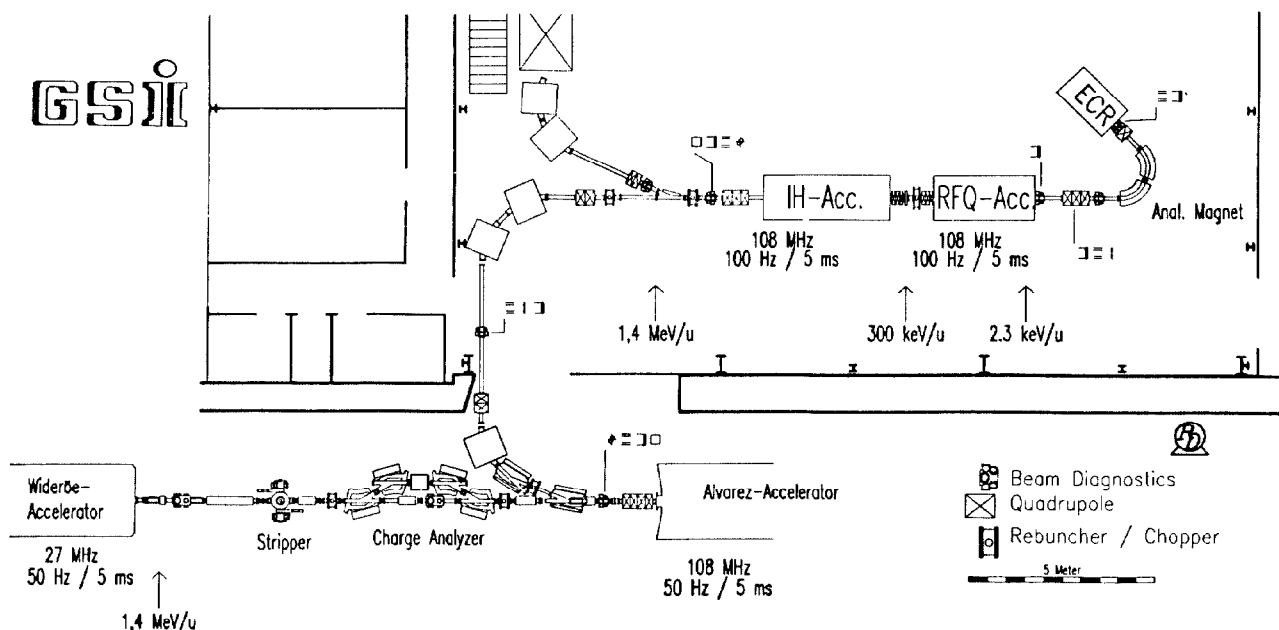 GSI
ECR
IH-Acc.
RFQ-Acc.
Anal. Magnet
108 MHz
100 Hz / 5 ms
108 MHz
100 Hz / 5 ms
1,4 MeV/u
300 keV/u
2.3 keV/u
Widerße-
Accelerator
27 MHz
50 Hz / 5 ms
1,4 MeV/u
Stripper
Charge Analyzer
Alvarez-Accelerator
108 MHz
50 Hz / 5 ms
Beam Diagnostics
Quadrupole
Rebuncher / Chopper
5 Meter